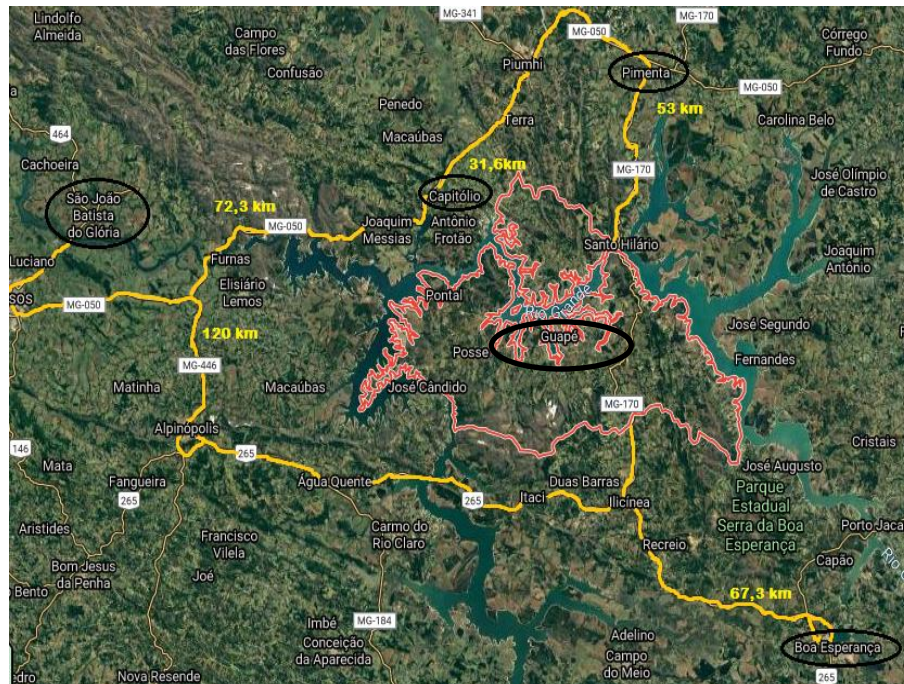 Lindolfo
Almeida
Campo
das Flores
Confusão
MG-341
MG-170
MG-050
Piumhi
Pimenta
Córrego
Fundo
MG-050
53 km
Penedo
Macaúbas
Terra
Carolina Belo
464
Cachoeira
31,6km
MG-170
José Olímpio
de Castro
São João
Batista
do Glória
72,3 km
Capitólio
MG-050
Joaquim
Messias
Antônio
Frotão
Santo Hilário
Joaquim
Antônio
Luciano
Furnas
Elisiário
Lemos
sos
MG-050
Pontal
Rio Grande
Guapé
Posse
José Segundo
Fernandes
120 km
MG-446
Matinha
Macaúbas
José Cândido
MG-170
Alpinópolis
265
146
Mata
Fangueira
265
Água Quente
265
Itaci
Duas Barras
Ilicínea
José Augusto
Cristais
Parque
Estadual
Serra da Boa
Esperança
Aristides
Francisco
Vilela
Carmo do
Rio Claro
Recreio
Porto Jaca
Capão
Bom Jesus
da Penha
Joé
o Bento
67,3 km
MG-184
Imbé
Conceição
da Aparecida
Adelino
Campo
do Meio
Boa Esperança
265
edro
Nova Resende